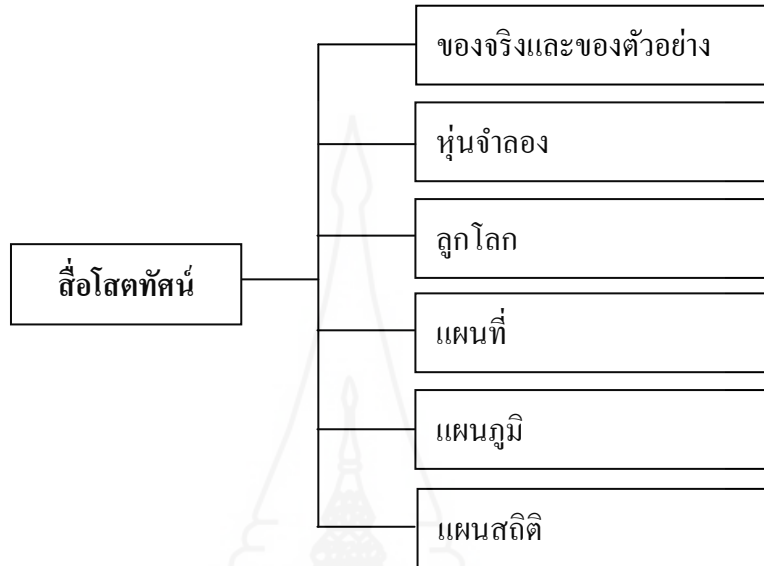 ของจริงและของตัวอย่าง
หุ่นจำลอง
ลูกโลก
สื่อโสตทัศน์
แผนที่
แผนภูมิ
แผนสถิติ